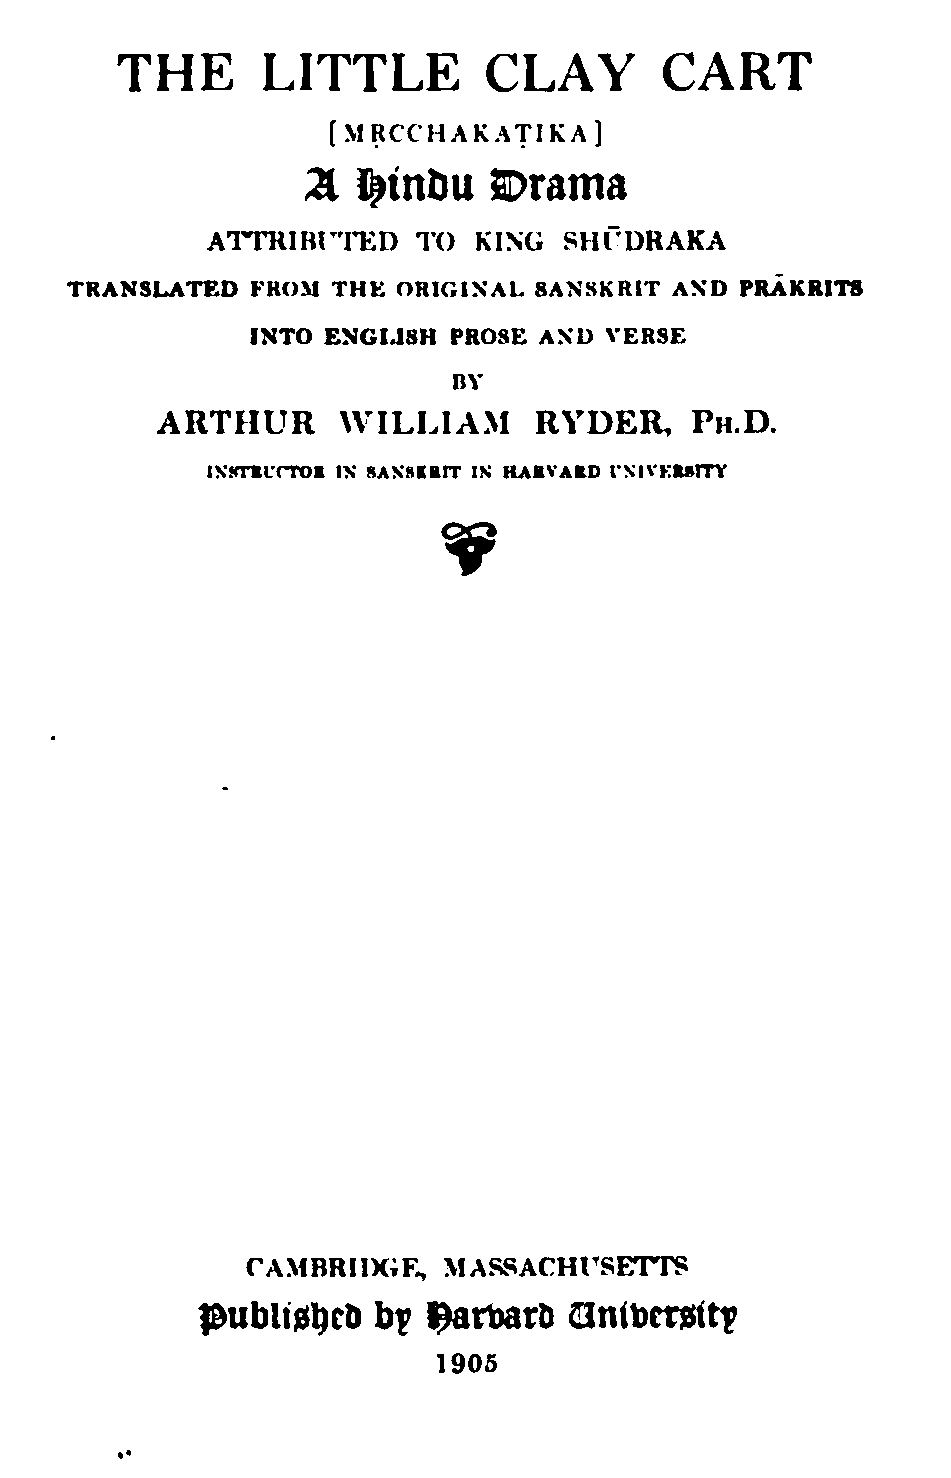 THE LITTLE CLAY CART
[MṚCCHAKAṬIKA]
A Hindu Drama
ATTRIBUTED TO KING SHŪDRAKA
TRANSLATED FROM THE ORIGINAL SANSKRIT AND PRĀKRITS
INTO ENGLISH PROSE AND VERSE
BY
ARTHUR WILLIAM RYDER, PH.D.
INSTRUCTOR IN SANSKRIT IN HARVARD UNIVERSITY
CAMBRIDGE, MASSACHUSETTS
Published by Harvard University
1905